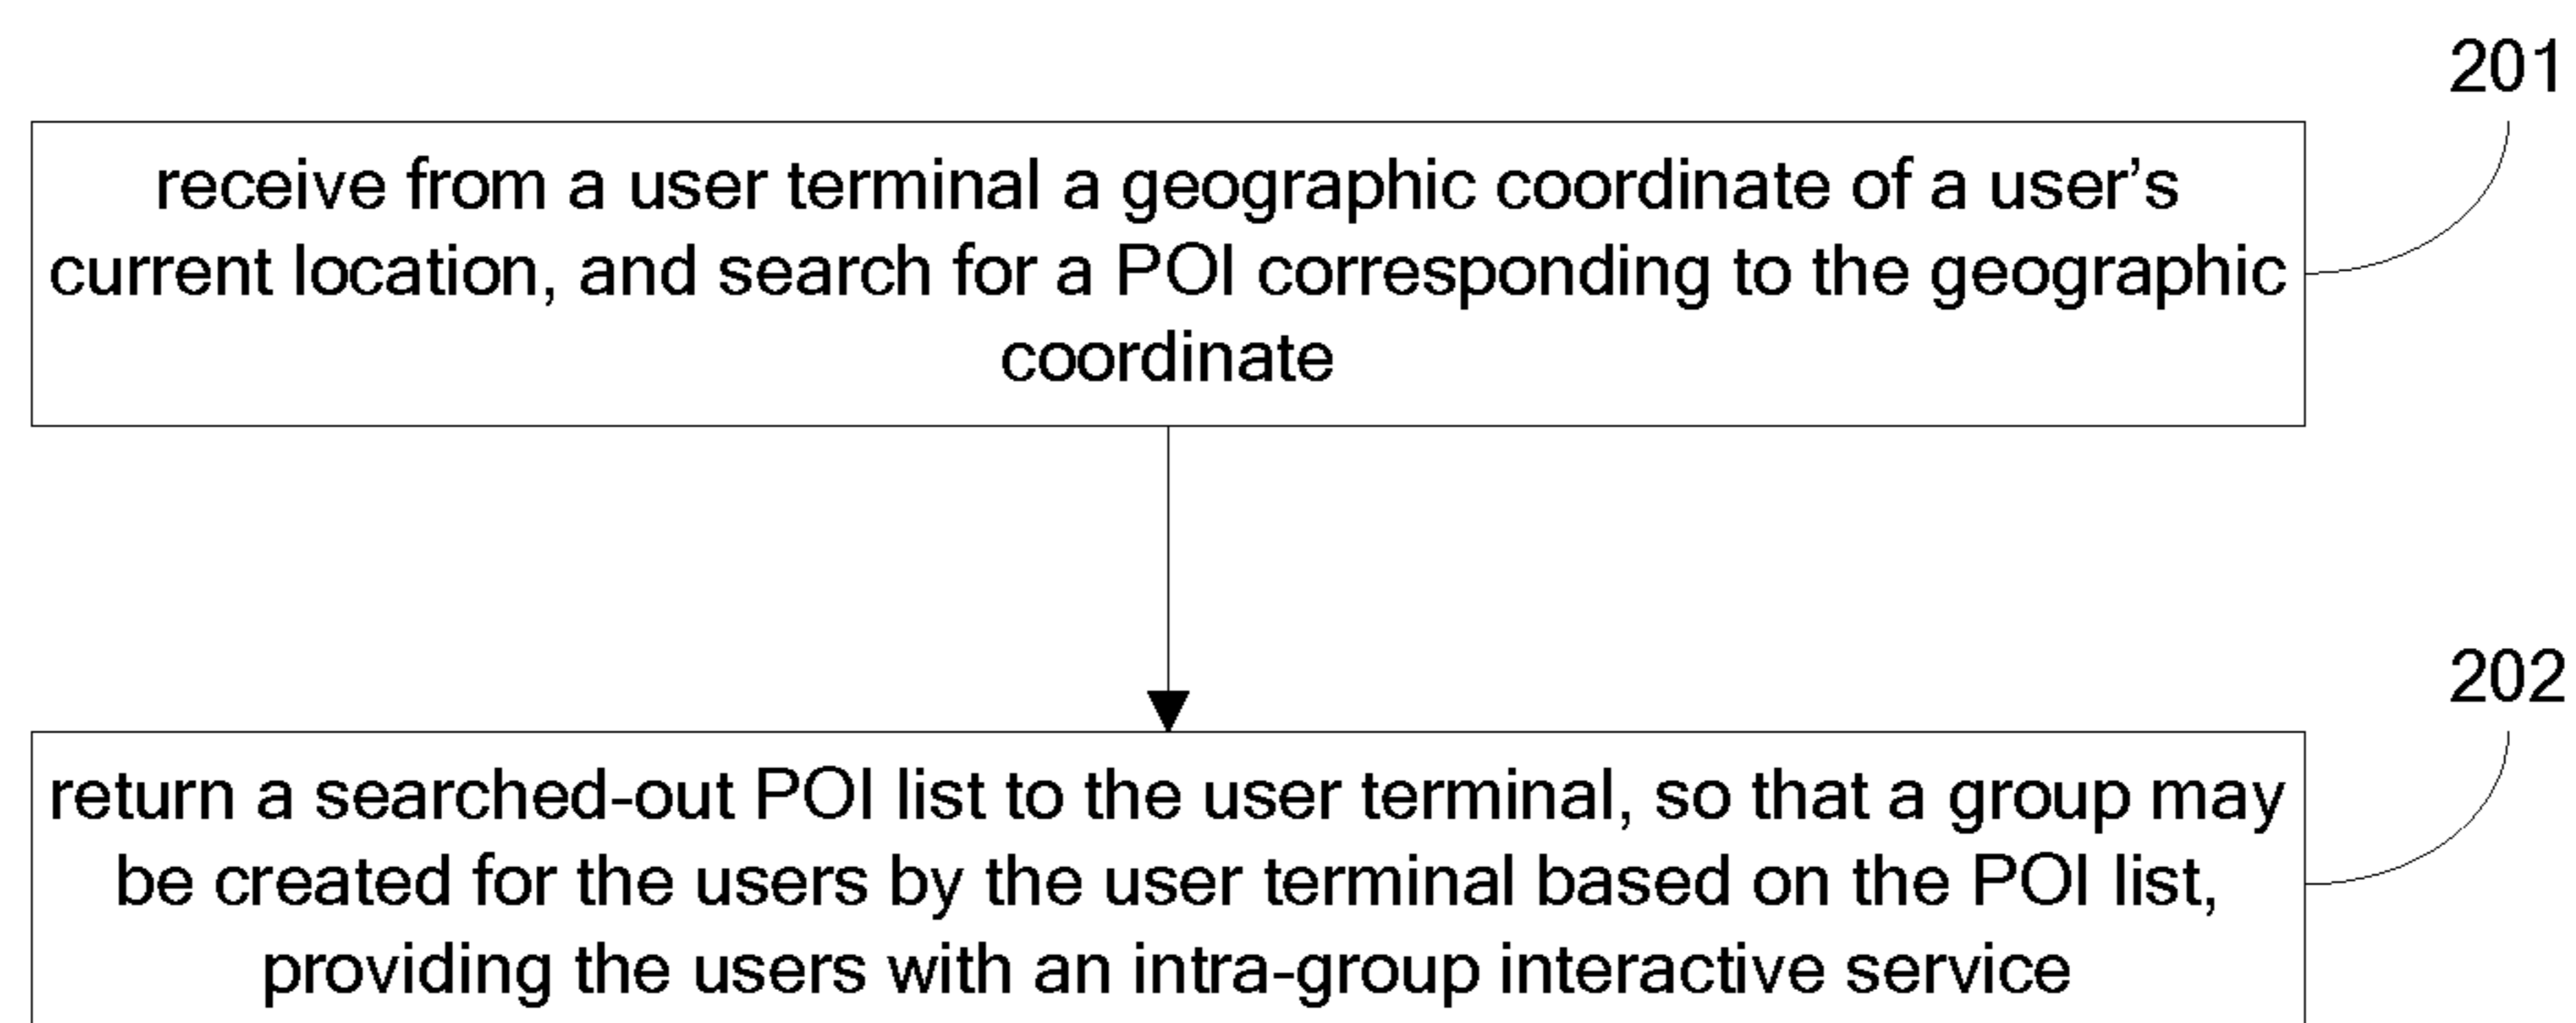 201
receive from a user terminal a geographic coordinate of a user’s
current location, and search for a POI corresponding to the geographic
coordinate
202
return a searched-out POI list to the user terminal, so that a group may
be created for the users by the user terminal based on the POI list,
providing the users with an intra-group interactive service